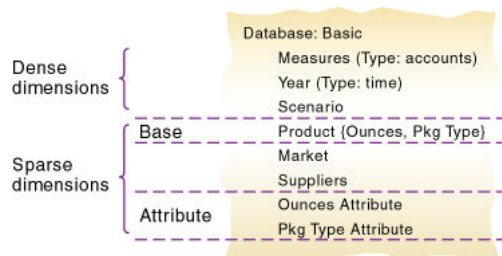 Database: Basic
Dense dimensions
Measures (Type: accounts)
Year (Type: time)
Scenario
Sparse dimensions
Base
Product {Ounces, Pkg Type}
Market
Suppliers
Attribute
Ounces Attribute
Pkg Type Attribute